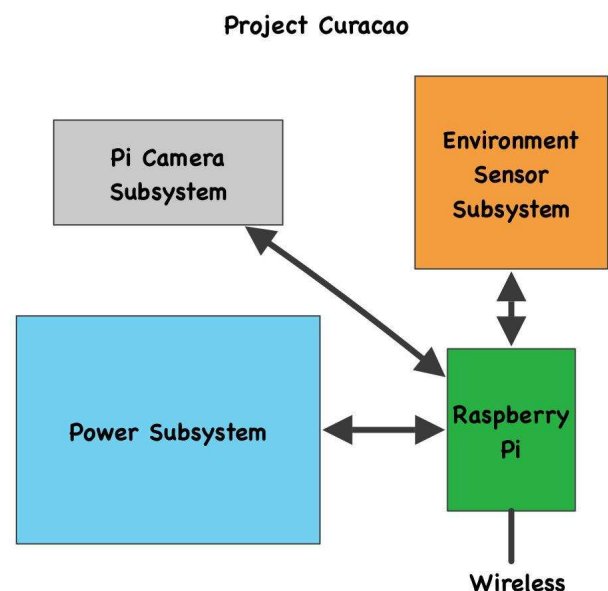 Project Curacao
Pi Camera
Subsystem
Environment
Sensor
Subsystem
Power Subsystem
Raspberry
Pi
Wireless